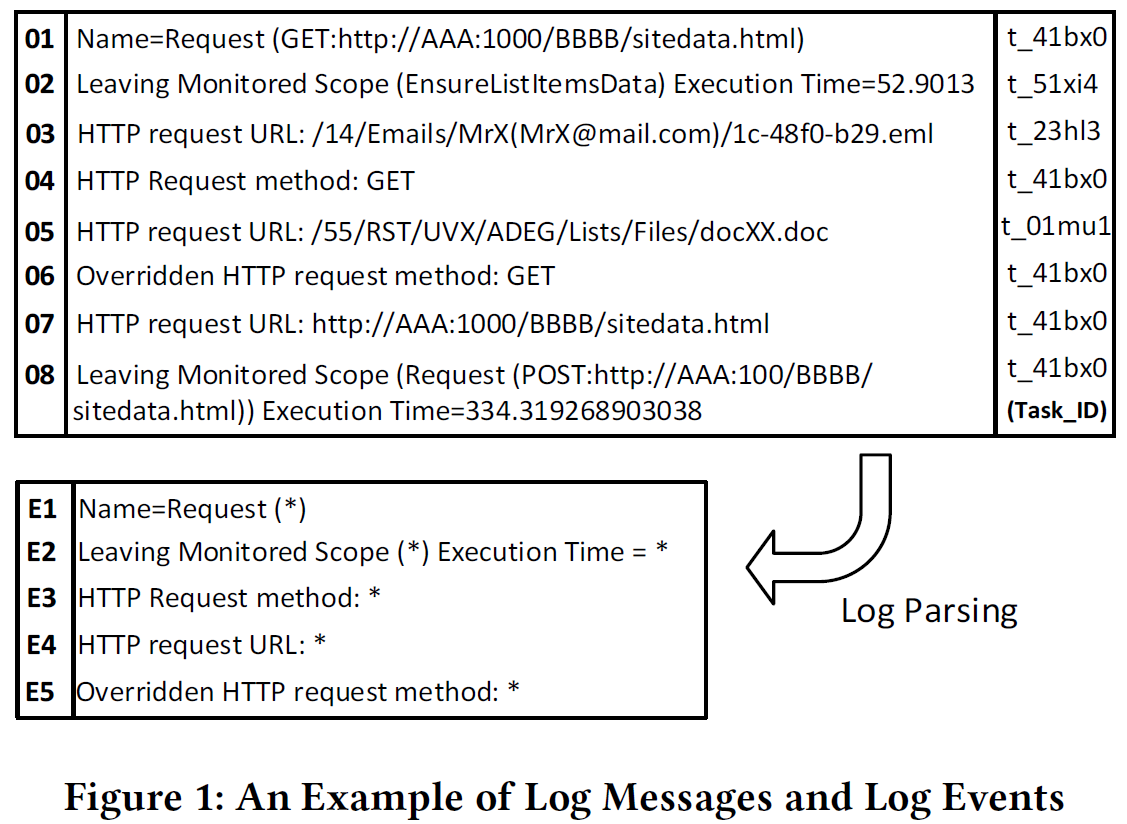 01 Name=Request (GET:http://AAA:1000/BBBB/sitedata.html) t_41bx0
02 Leaving Monitored Scope (EnsureListItemsData) Execution Time=52.9013 t_51xi4
03 HTTP request URL: /14/Emails/MrX(MrX@mail.com)/1c-48f0-b29.eml t_23hl3
04 HTTP Request method: GET t_41bx0
05 HTTP request URL: /55/RST/UVX/ADEG/Lists/Files/docXX.doc t_01mu1
06 Overridden HTTP request method: GET t_41bx0
07 HTTP request URL: http://AAA:1000/BBBB/sitedata.html t_41bx0
08 Leaving Monitored Scope (Request (POST:http://AAA:100/BBBB/ t_41bx0
sitedata.html)) Execution Time=334.319268903038 (Task_ID)
E1 Name=Request (*)
E2 Leaving Monitored Scope (*) Execution Time = *
E3 HTTP Request method: *
E4 HTTP request URL: *
E5 Overridden HTTP request method: *
Log Parsing
Figure 1: An Example of Log Messages and Log Events